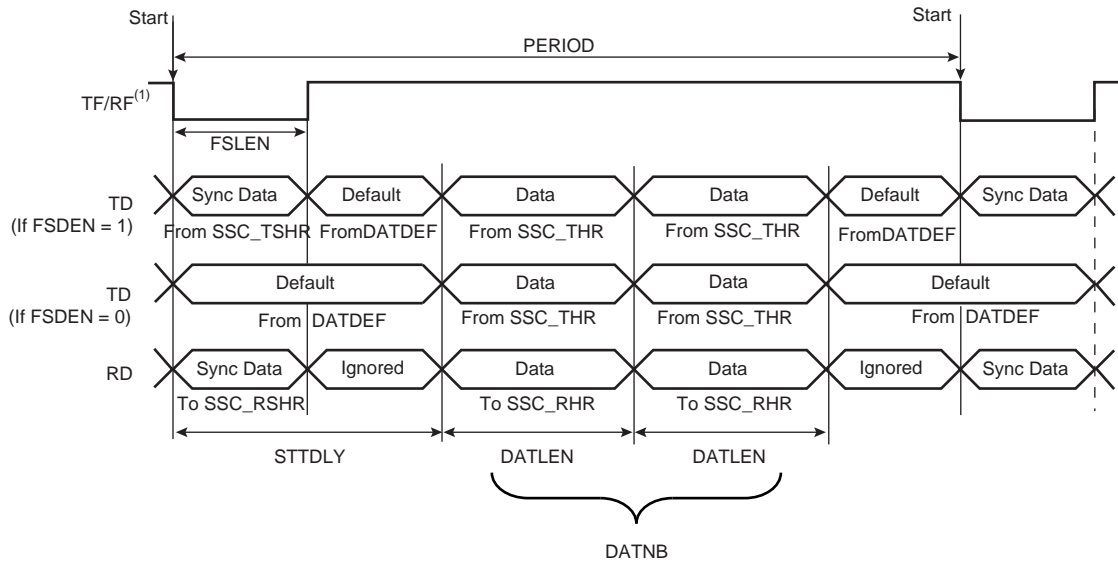 Start
Start
PERIOD
TF/RF(1)
FSLEN
TD
(If FSDEN = 1)
Sync Data
Default
Data
Data
Default
Sync Data
From SSC_TSHR
FromDATDEF
From SSC_THR
From SSC_THR
FromDATDEF
TD
(If FSDEN = 0)
Default
Data
Data
Default
From DATDEF
From SSC_THR
From SSC_THR
From DATDEF
RD
Sync Data
Ignored
Data
Data
Ignored
Sync Data
To SSC_RSHR
To SSC_RHR
To SSC_RHR
STTDLY
DATLEN
DATLEN
DATNB